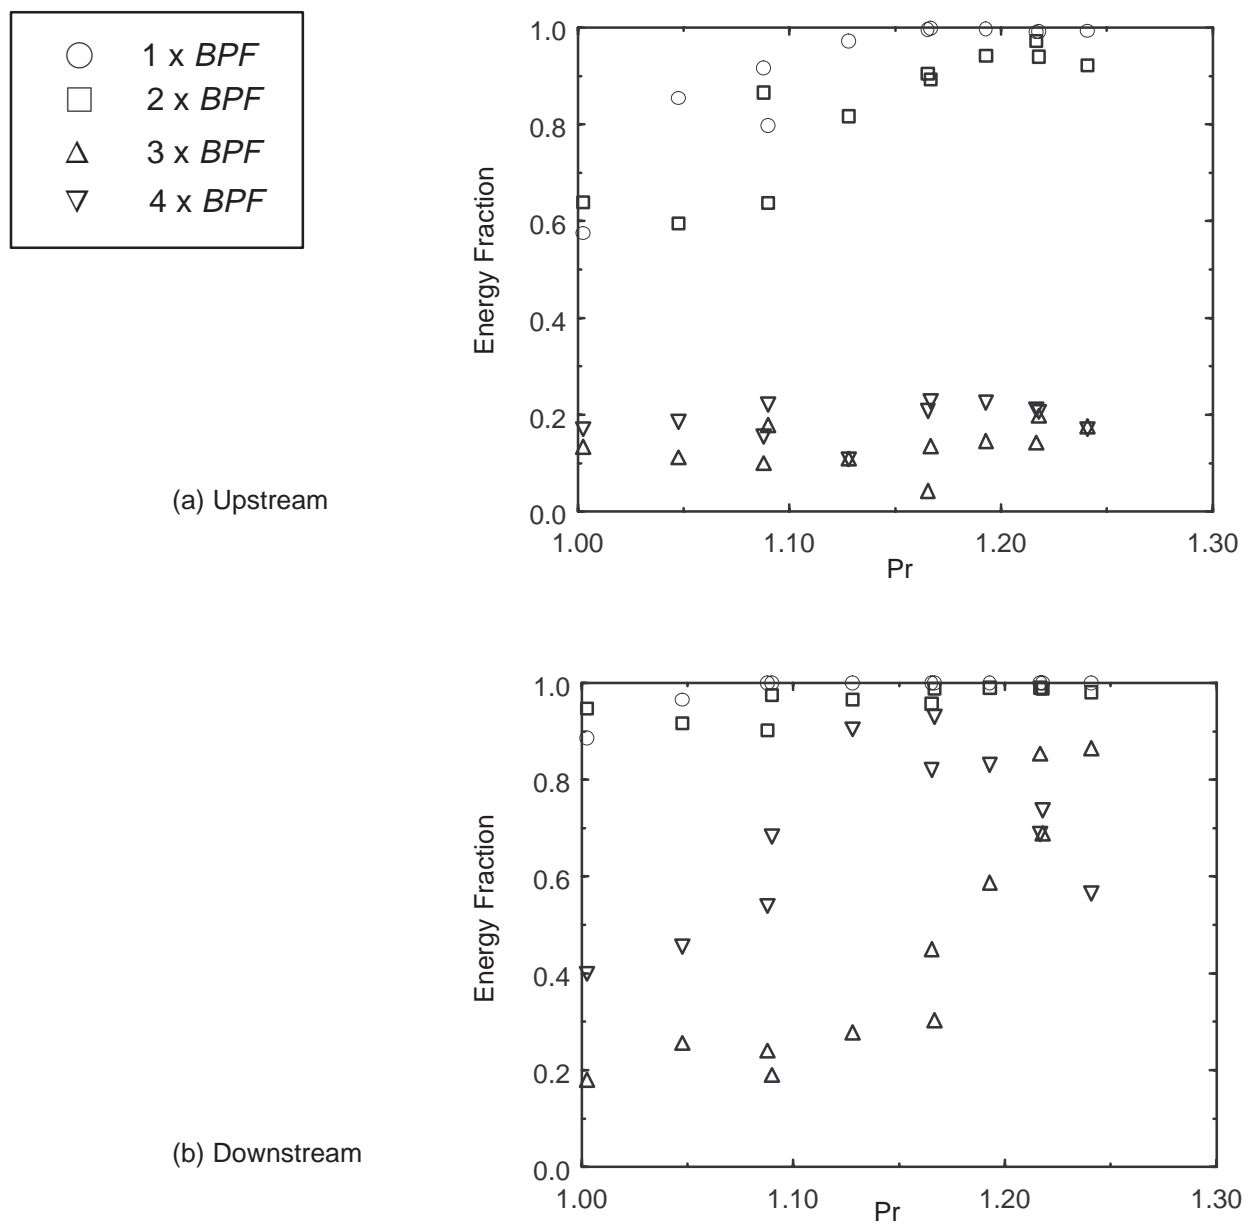 1 x BPF
2 x BPF
3 x BPF
4 x BPF
1.0
0.8
0.6
0.4
0.2
0.0
Energy Fraction
1.00 1.10 1.20 1.30
Pr
(a) Upstream
1.0
0.8
0.6
0.4
0.2
0.0
Energy Fraction
1.00 1.10 1.20 1.30
Pr
(b) Downstream